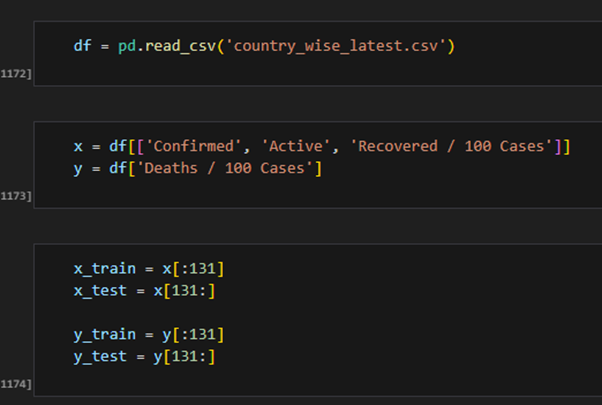 df = pd.read_csv('country_wise_latest.csv')
1172]
x = df[['Confirmed', 'Active', 'Recovered / 100 Cases']]
y = df['Deaths / 100 Cases']
1173]
x_train = x[:131]
x_test = x[131:]
y_train = y[:131]
y_test = y[131:]
1174]